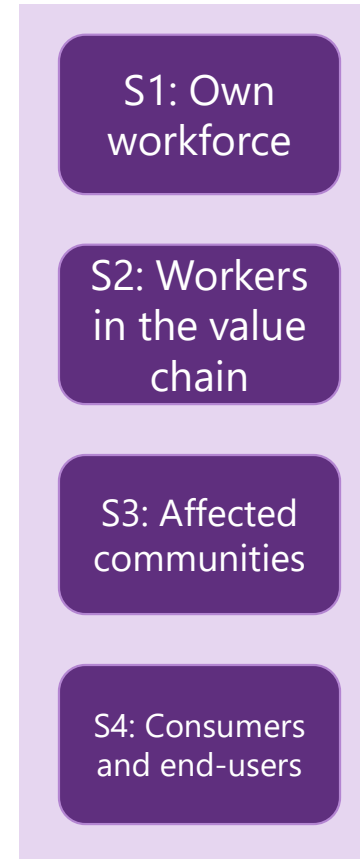 S1: Own
workforce
S2: Workers
in the value
chain
S3: Affected
communities
S4: Consumers
and end-users